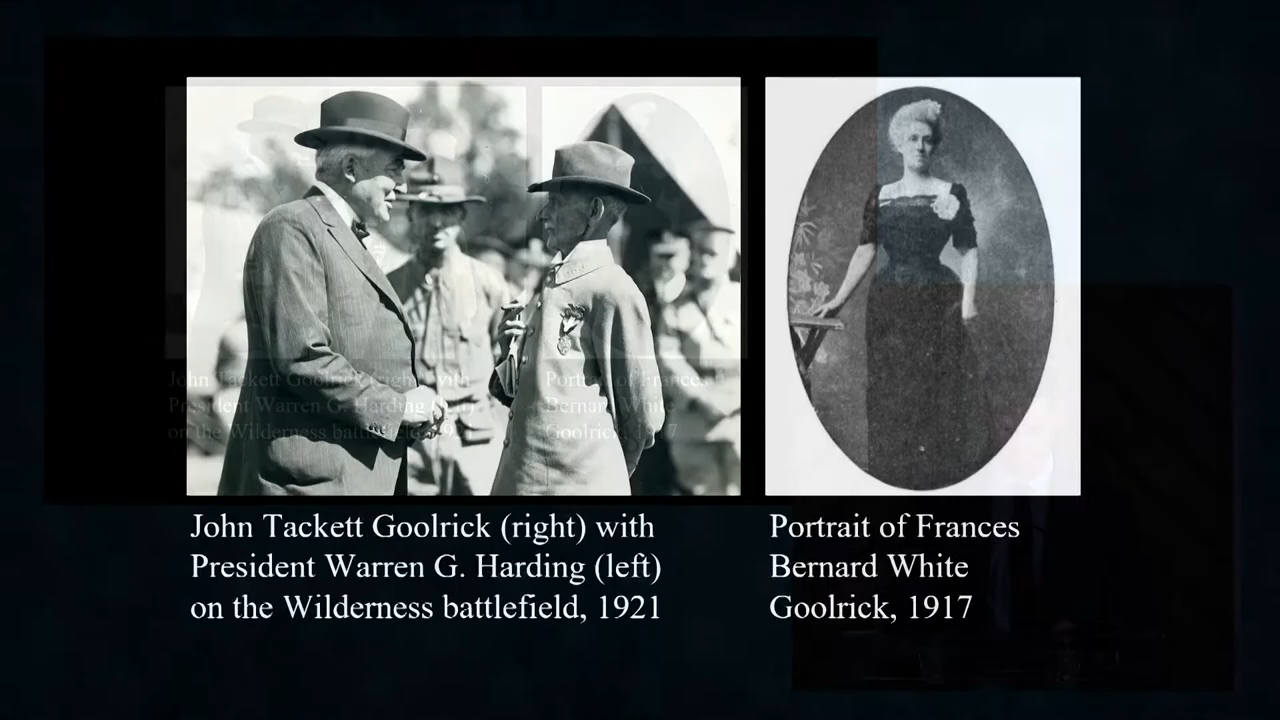 John Tackett Goolrick (right) with
President Warren G. Harding (left)
on the Wilderness battlefield, 1921
Portrait of Frances
Bernard White
Goolrick, 1917